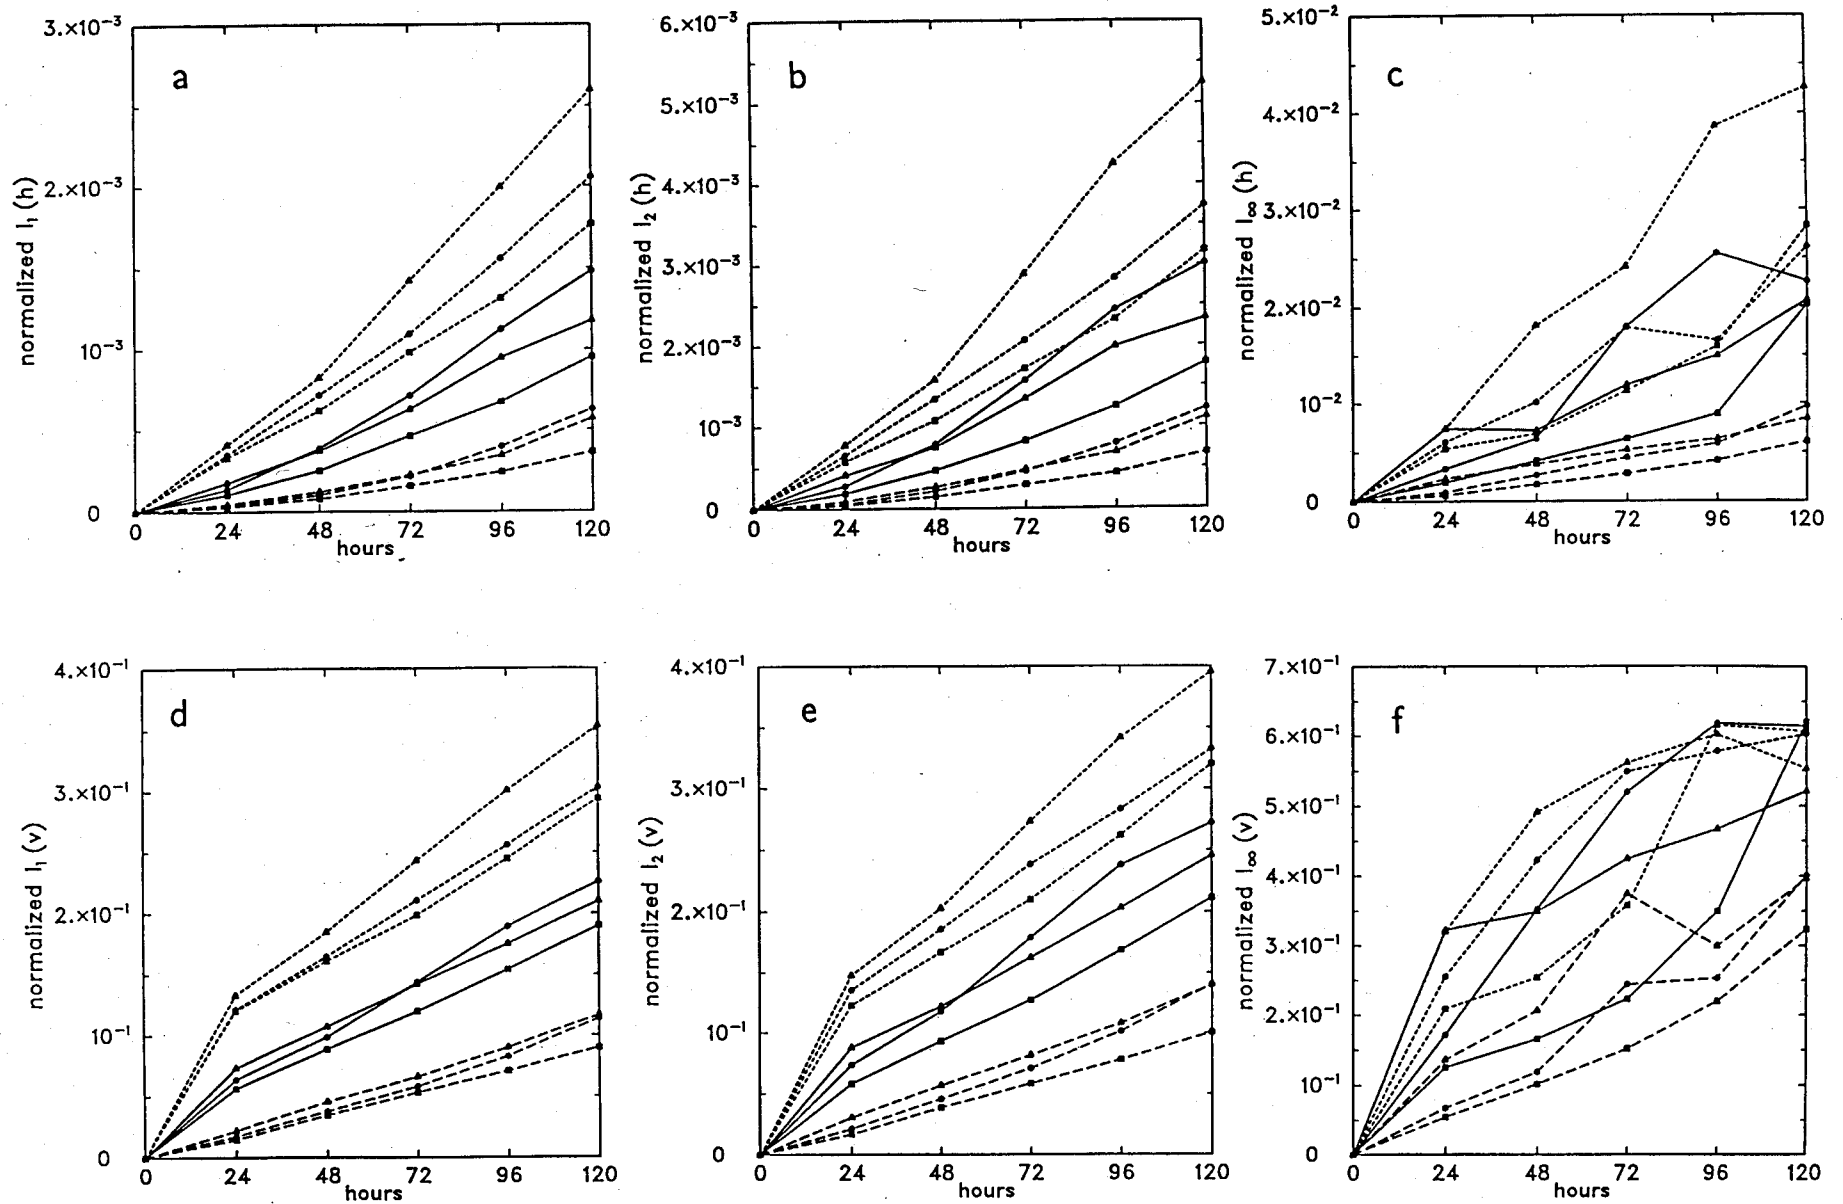 a
3.×10⁻³
2.×10⁻³
10⁻³
0
normalized l₁ (h)
0 24 48 72 96 120
hours
b
6.×10⁻³
5.×10⁻³
4.×10⁻³
3.×10⁻³
2.×10⁻³
10⁻³
0
normalized l₂ (h)
0 24 48 72 96 120
hours
c
5.×10⁻²
4.×10⁻²
3.×10⁻²
2.×10⁻²
10⁻²
0
normalized l∞ (h)
0 24 48 72 96 120
hours
d
4.×10⁻¹
3.×10⁻¹
2.×10⁻¹
10⁻¹
0
normalized l₁ (v)
0 24 48 72 96 120
hours
e
4.×10⁻¹
3.×10⁻¹
2.×10⁻¹
10⁻¹
0
normalized l₂ (v)
0 24 48 72 96 120
hours
f
7.×10⁻¹
6.×10⁻¹
5.×10⁻¹
4.×10⁻¹
3.×10⁻¹
2.×10⁻¹
10⁻¹
0
normalized l∞ (v)
0 24 48 72 96 120
hours